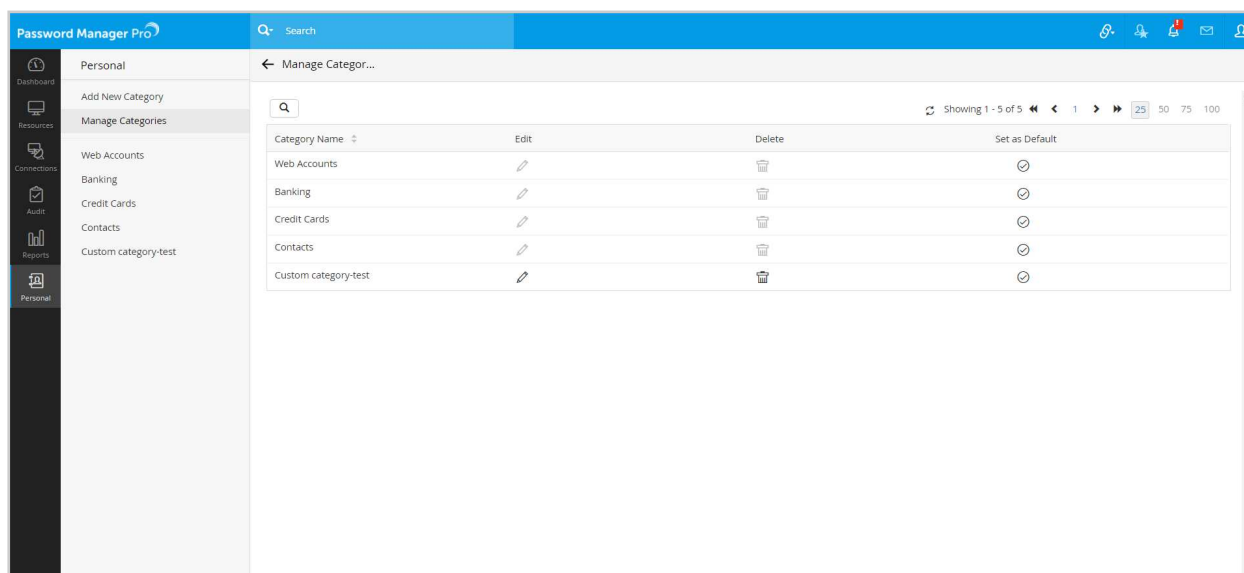 Password Manager Pro
Search
Dashboard
Resources
Connections
Audit
Reports
Personal
Personal
Add New Category
Manage Categories
Web Accounts
Banking
Credit Cards
Contacts
Custom category-test
Manage Categor...
Showing 1 - 5 of 5 1 25 50 75 100
Category Name Edit Delete Set as Default
Web Accounts
Banking
Credit Cards
Contacts
Custom category-test